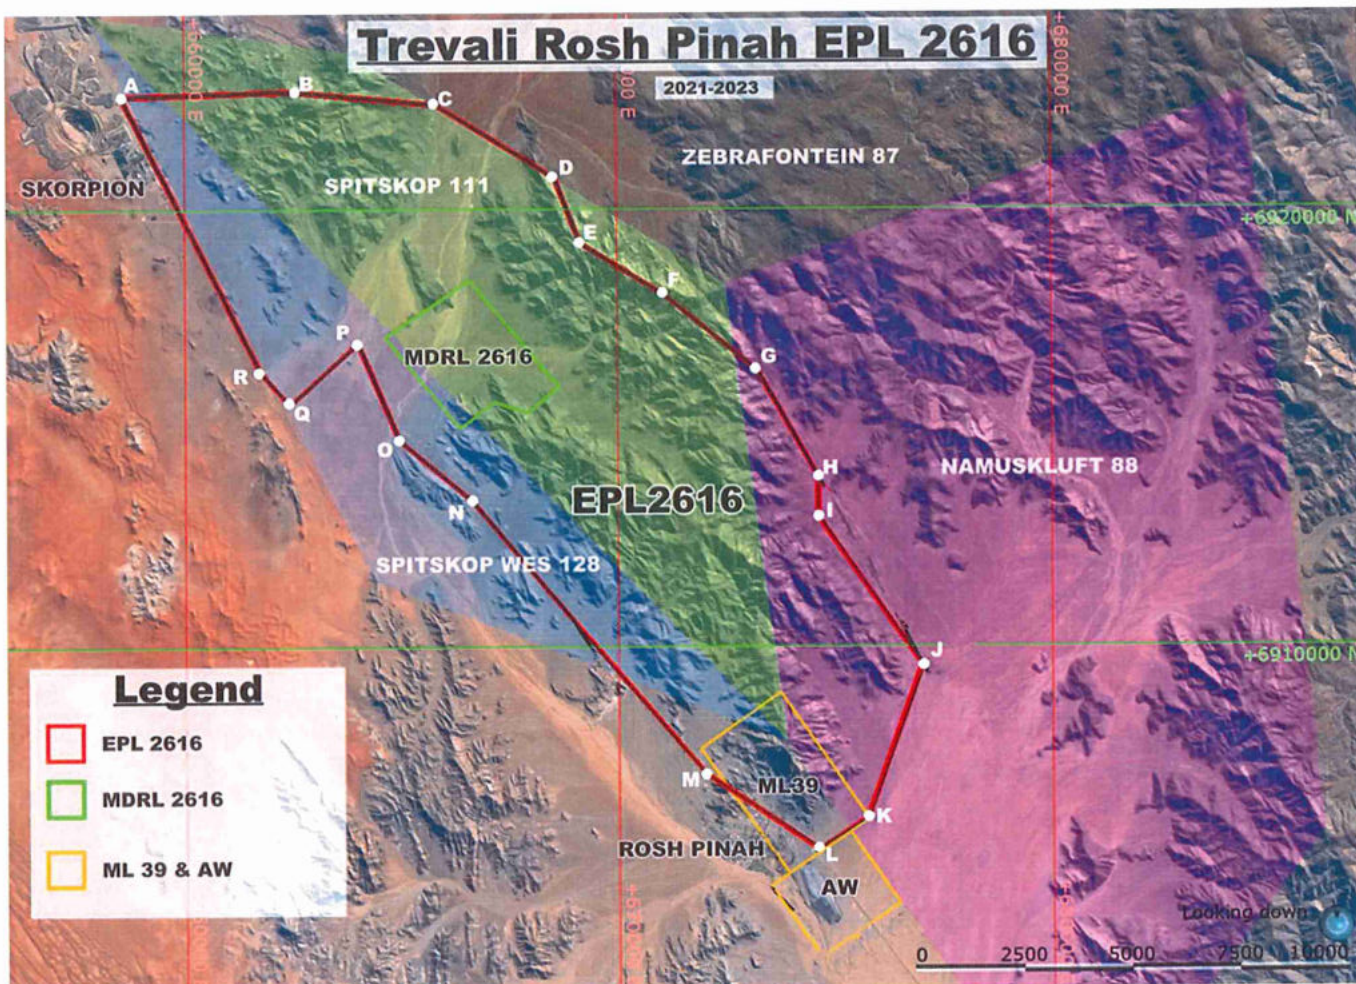 Trevali Rosh Pinah EPL 2616
2021-2023
+660000 E
+680000 E
A
B
C
ZEBRAFONTEIN 87
D
SKORPION
SPITSKOP 111
+6920000 N
E
F
P
MDRL 2616
G
R
Q
O
H
NAMUSKLUFT 88
N
EPL2616
I
SPITSKOP WES 128
J
+6910000 N
Legend
EPL 2616
MDRL 2616
ML 39 & AW
M
ML39
K
ROSH PINAH
L
AW
Looking down
0 2500 5000 7500 10000